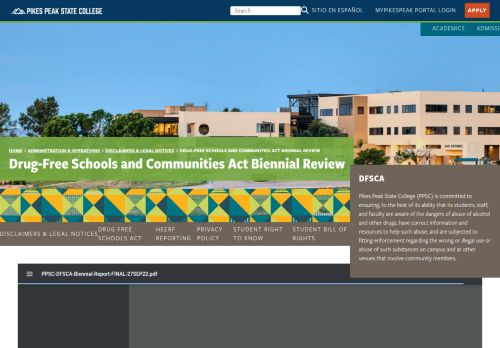 PIKES PEAK STATE COLLEGE
Search
SITIO EN ESPAÑOL
MYPIKESPEAK PORTAL LOGIN
APPLY
ACADEMICS
ADMISSI
HOME > ADMINISTRATION & OPERATIONS > DISCLAIMERS & LEGAL NOTICES > DRUG-FREE SCHOOLS AND COMMUNITIES ACT BIENNIAL REVIEW
Drug-Free Schools and Communities Act Biennial Review
DFSCA
Pikes Peak State College (PPSC) is committed to
ensuring, to the best of its ability that its students, staff,
and faculty are aware of the dangers of abuse of alcohol
and other drugs, have correct information and
resources to help such abuse, and are subjected to
fitting enforcement regarding the wrong or illegal use or
abuse of such substances on campus and at other
venues that involve community members.
DISCLAIMERS & LEGAL NOTICES
DRUG FREE
SCHOOLS ACT
HEERF
REPORTING
PRIVACY
POLICY
STUDENT RIGHT
TO KNOW
STUDENT BILL OF
RIGHTS
PPSC-DFSCA-Biennial-Report-FINAL-27SEP22.pdf